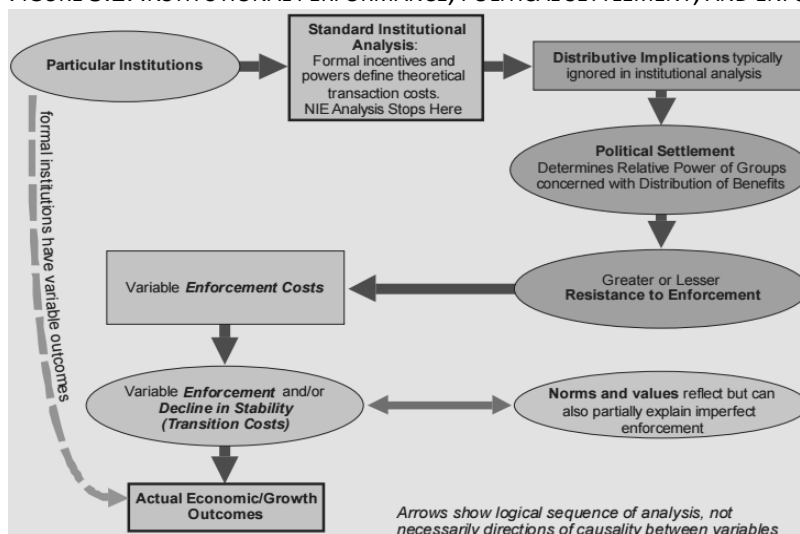 Particular Institutions
Standard Institutional
Analysis:
Formal incentives and
powers define theoretical
transaction costs.
NIE Analysis Stops Here
Distributive Implications typically
ignored in institutional analysis
Political Settlement
Determines Relative Power of Groups
concerned with Distribution of Benefits
formal institutions have variable outcomes
Variable Enforcement Costs
Greater or Lesser
Resistance to Enforcement
Variable Enforcement and/or
Decline in Stability
(Transition Costs)
Norms and values reflect but can
also partially explain imperfect
enforcement
Actual Economic/Growth
Outcomes
Arrows show logical sequence of analysis, not
necessarily directions of causality between variables